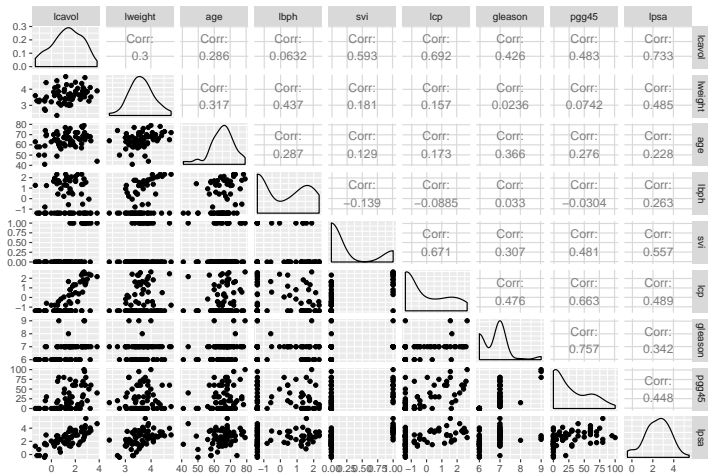 lcavol lweight age lbph svi lcp gleason pgg45 lpsa
0.3
0.2
0.1
0.0
Corr: Corr: Corr: Corr: Corr: Corr: Corr: Corr:
0.3 0.286 0.0632 0.593 0.692 0.426 0.483 0.733
lcavol
4
3
Corr: Corr: Corr: Corr: Corr: Corr: Corr:
0.317 0.437 0.181 0.157 0.0236 0.0742 0.485
lweight
80
70
60
50
40
Corr: Corr: Corr: Corr: Corr: Corr:
0.287 0.129 0.173 0.366 0.276 0.228
age
2
1
0
−1
Corr: Corr: Corr: Corr: Corr:
−0.139 −0.0885 0.033 −0.0304 0.263
lbph
1.00
0.75
0.50
0.25
0.00
Corr: Corr: Corr: Corr:
0.671 0.307 0.481 0.557
svi
2
1
0
−1
Corr: Corr: Corr:
0.476 0.663 0.489
lcp
9
8
7
6
Corr: Corr:
0.757 0.342
gleason
100
75
50
25
0
Corr:
0.448
pgg45
4
2
0
lpsa
0 2 4 3 4 40 50 60 70 80 −1 0 1 2 0.00 0.25 0.50 0.75 1.00 −1 0 1 2 6 7 8 9 0 25 50 75 100 0 2 4